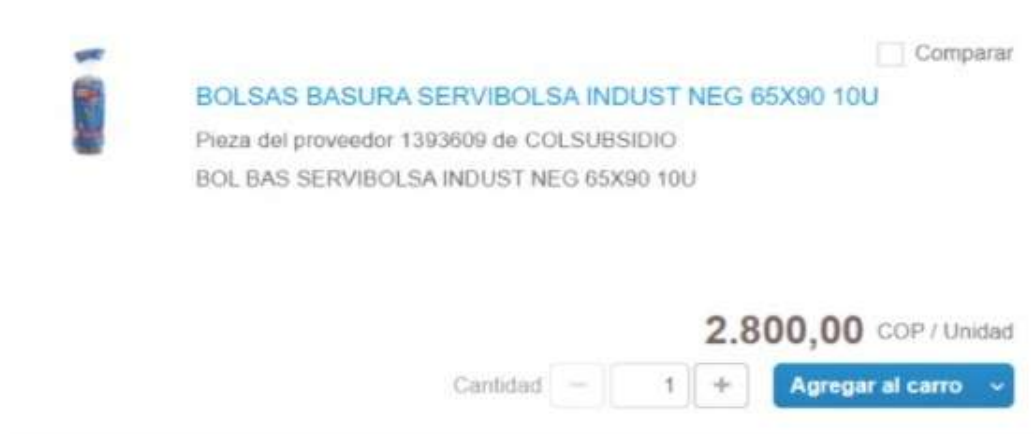 Comparar
BOLSAS BASURA SERVIBOLSA INDUST NEG 65X90 10U
Pieza del proveedor 1393609 de COLSUBSIDIO
BOL BAS SERVIBOLSA INDUST NEG 65X90 10U
2.800,00 COP / Unidad
Cantidad − 1 + Agregar al carro